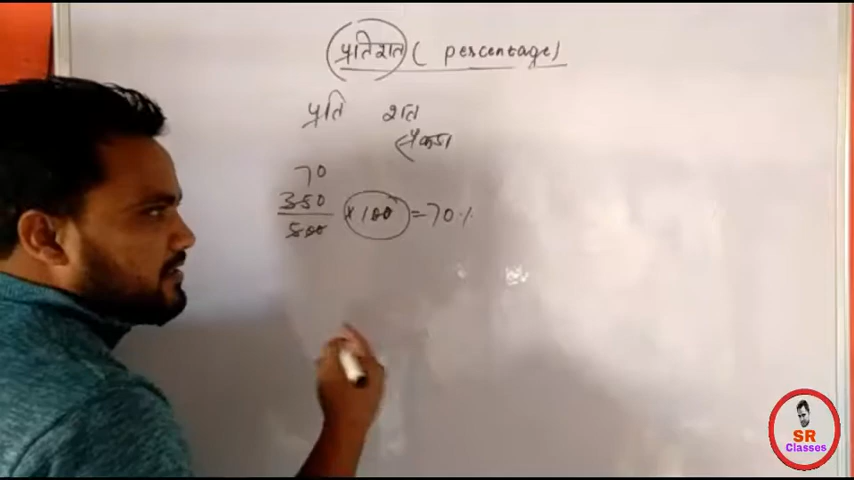 प्रतिशत ( percentage)
प्रति शत
सैकड़ा
70
350
500
× 100 = 70%
SR
Classes